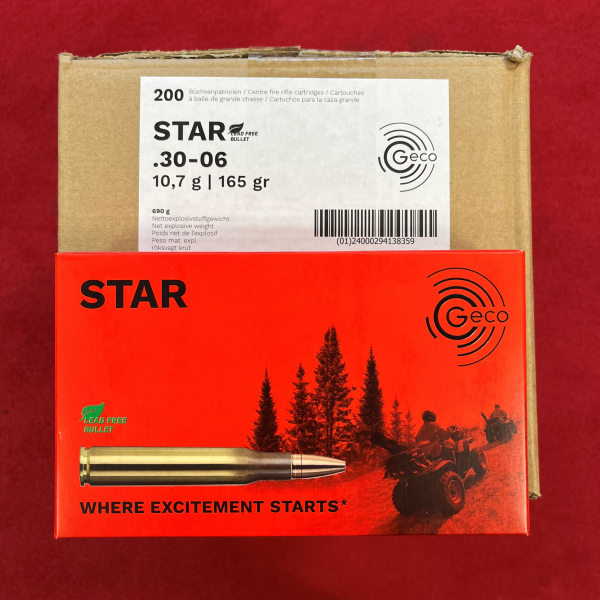 200 Büchsenpatronen / Centre fire rifle cartridges / Cartouches
à balle de grande chasse / Cartuchos para la caza grande
STAR LEAD FREE
BULLET
.30-06
10,7 g | 165 gr
Geco
690 g
Nettoexplosivstoffgewicht
Net explosive weight
Poids net de l'explosif
Peso mat. expl.
röksvagt krut
(01)24000294138359
STAR
Geco
LEAD FREE
BULLET
WHERE EXCITEMENT STARTS*